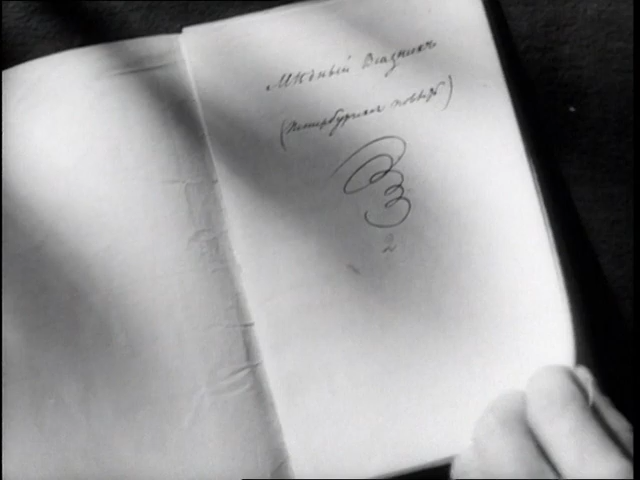 Мѣдный Всадникъ
(Петербургская повѣсть)